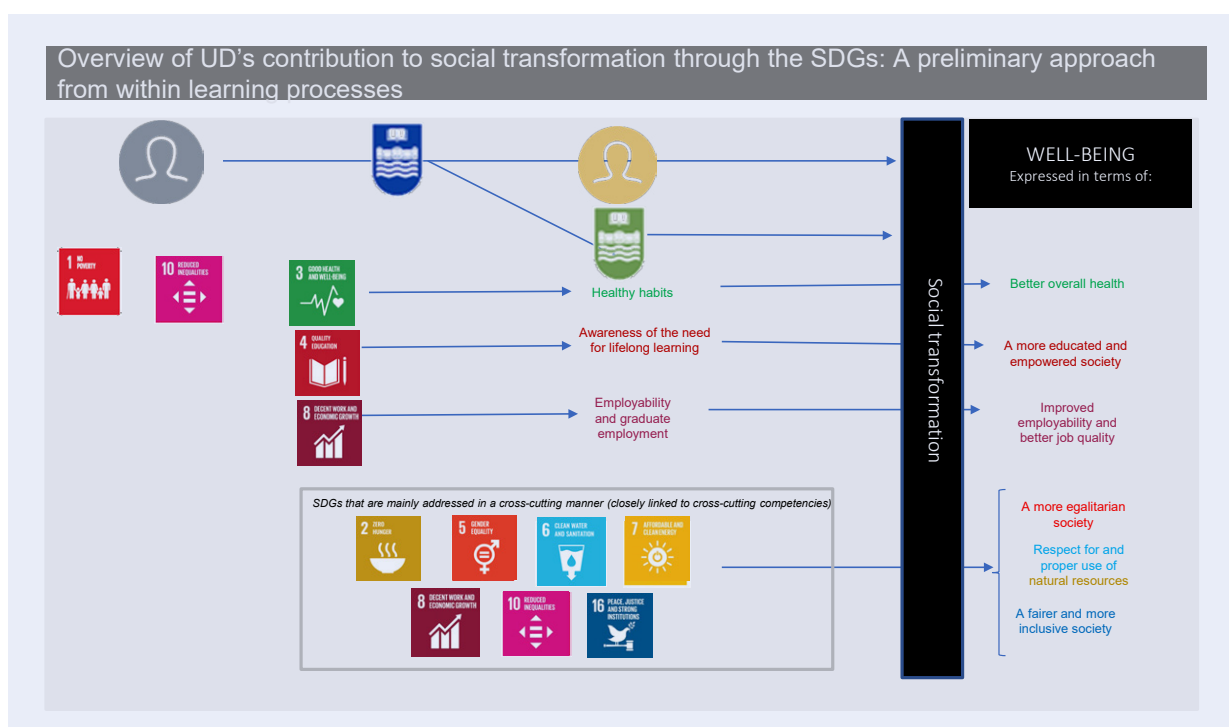 Overview of UD's contribution to social transformation through the SDGs: A preliminary approach
from within learning processes
WELL-BEING
Expressed in terms of:
Social transformation
1 NO
POVERTY
10 REDUCED
INEQUALITIES
3 GOOD HEALTH
AND WELL-BEING
Healthy habits
Better overall health
4 QUALITY
EDUCATION
Awareness of the need
for lifelong learning
A more educated and
empowered society
8 DECENT WORK AND
ECONOMIC GROWTH
Employability
and graduate
employment
Improved
employability and
better job quality
SDGs that are mainly addressed in a cross-cutting manner (closely linked to cross-cutting competencies)
2 ZERO
HUNGER
5 GENDER
EQUALITY
6 CLEAN WATER
AND SANITATION
7 AFFORDABLE AND
CLEAN ENERGY
8 DECENT WORK AND
ECONOMIC GROWTH
10 REDUCED
INEQUALITIES
16 PEACE, JUSTICE
AND STRONG
INSTITUTIONS
A more egalitarian
society
Respect for and
proper use of
natural resources
A fairer and more
inclusive society